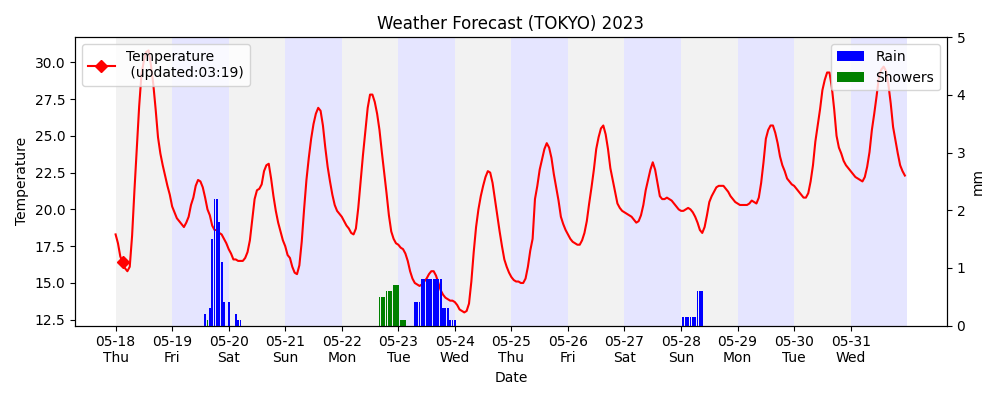 Weather Forecast (TOKYO) 2023
Temperature
(updated:03:19)
Rain
Showers
Temperature
30.0
27.5
25.0
22.5
20.0
17.5
15.0
12.5
5
4
3
2
1
0
mm
05-18 05-19 05-20 05-21 05-22 05-23 05-24 05-25 05-26 05-27 05-28 05-29 05-30 05-31
Thu Fri Sat Sun Mon Tue Wed Thu Fri Sat Sun Mon Tue Wed
Date